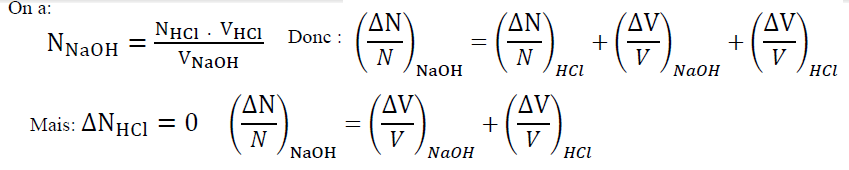 On a:
N_NaOH = (N_HCl . V_HCl) / V_NaOH Donc : (ΔN/N)_NaOH = (ΔN/N)_HCl + (ΔV/V)_NaOH + (ΔV/V)_HCl
Mais: ΔN_HCl = 0 (ΔN/N)_NaOH = (ΔV/V)_NaOH + (ΔV/V)_HCl